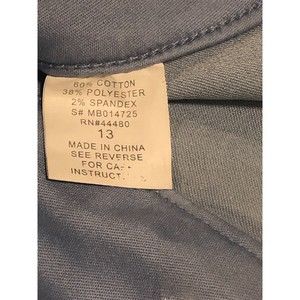 60% COTTON
38% POLYESTER
2% SPANDEX
S# MB014725
RN#44480
13
MADE IN CHINA
SEE REVERSE
FOR